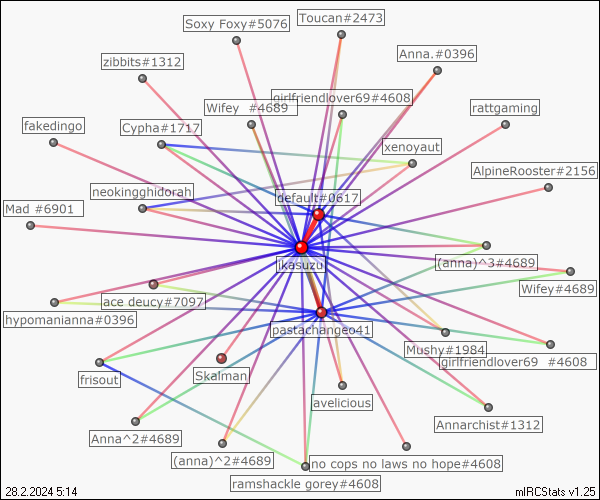 Toucan#2473
Soxy Foxy#5076
Anna.#0396
zibbits#1312
girlfriendlover69#4608
Wifey  #4689
rattgaming
fakedingo
Cypha#1717
xenoyaut
AlpineRooster#2156
neokingghidorah
default#0617
Mad #6901
ikasuzu
(anna)^3#4689
Wifey#4689
ace deucy#7097
hypomanianna#0396
pastachangeo41
Mushy#1984
girlfriendlover69  #4608
frisout
Skalman
avelicious
Annarchist#1312
Anna^2#4689
(anna)^2#4689
no cops no laws no hope#4608
ramshackle gorey#4608
28.2.2024 5:14
mIRCStats v1.25